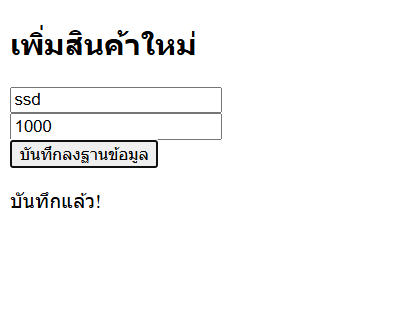 เพิ่มสินค้าใหม่
ssd
1000
บันทึกลงฐานข้อมูล
บันทึกแล้ว!